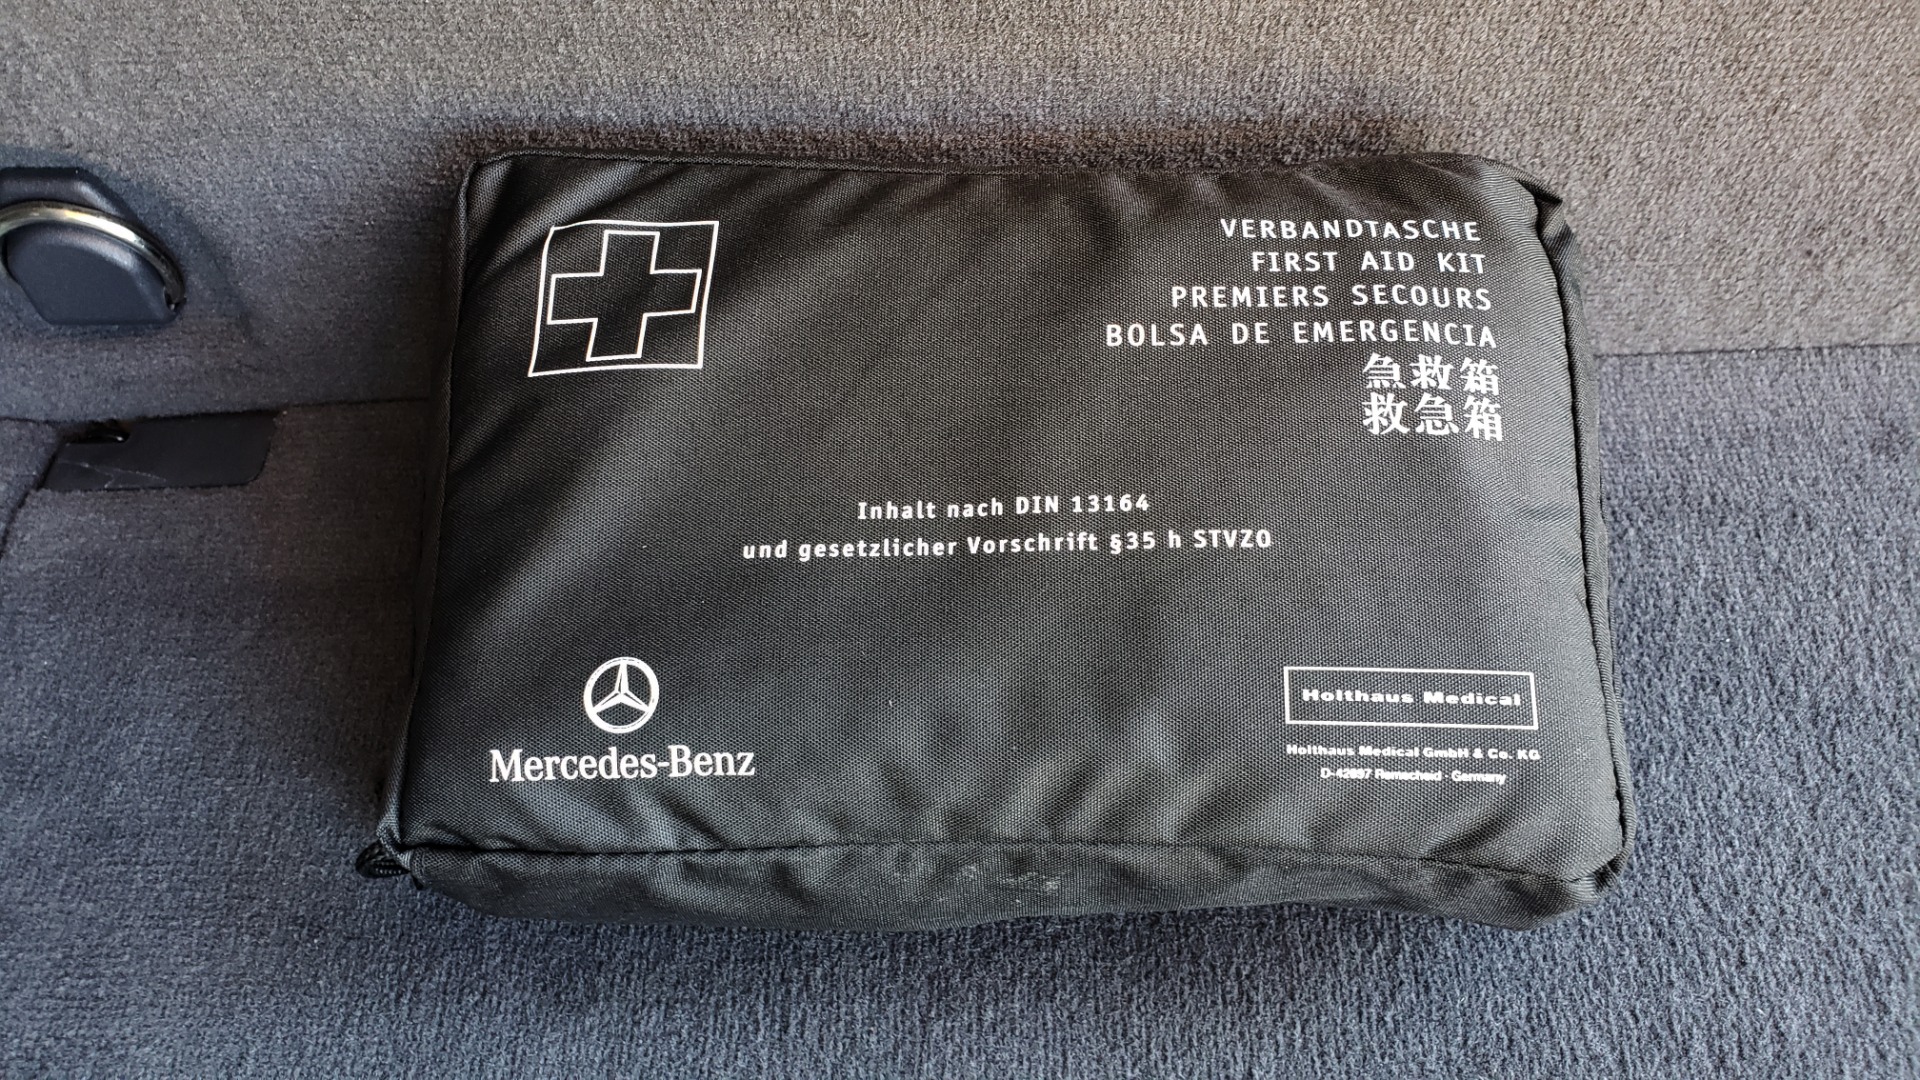 VERBANDTASCHE
FIRST AID KIT
PREMIERS SECOURS
BOLSA DE EMERGENCIA
急救箱
救急箱
Inhalt nach DIN 13164
und gesetzlicher Vorschrift §35 h STVZO
Mercedes-Benz
Holthaus Medical
Holthaus Medical GmbH & Co. KG
D-42897 Remscheid - Germany